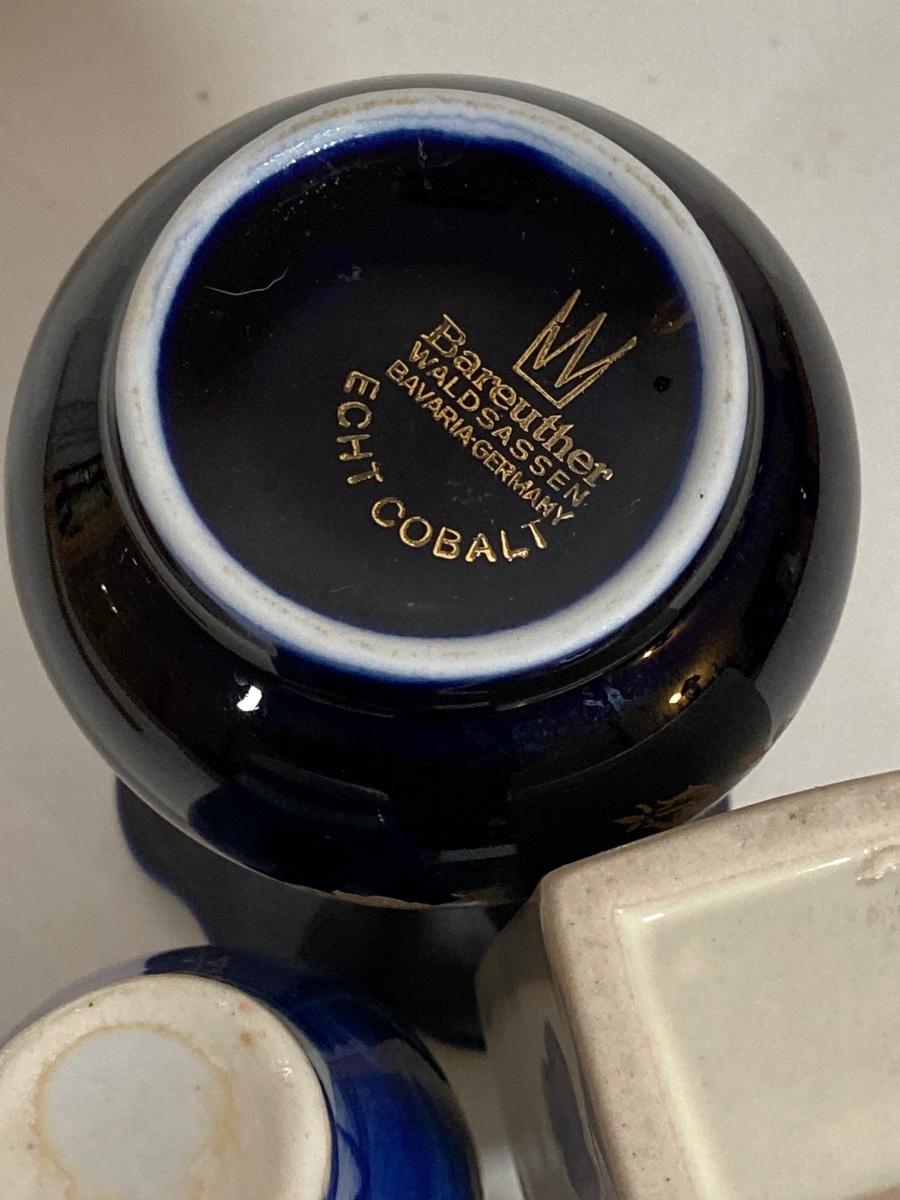 Bareuther
WALDSASSEN
BAVARIA·GERMANY
ECHT COBALT